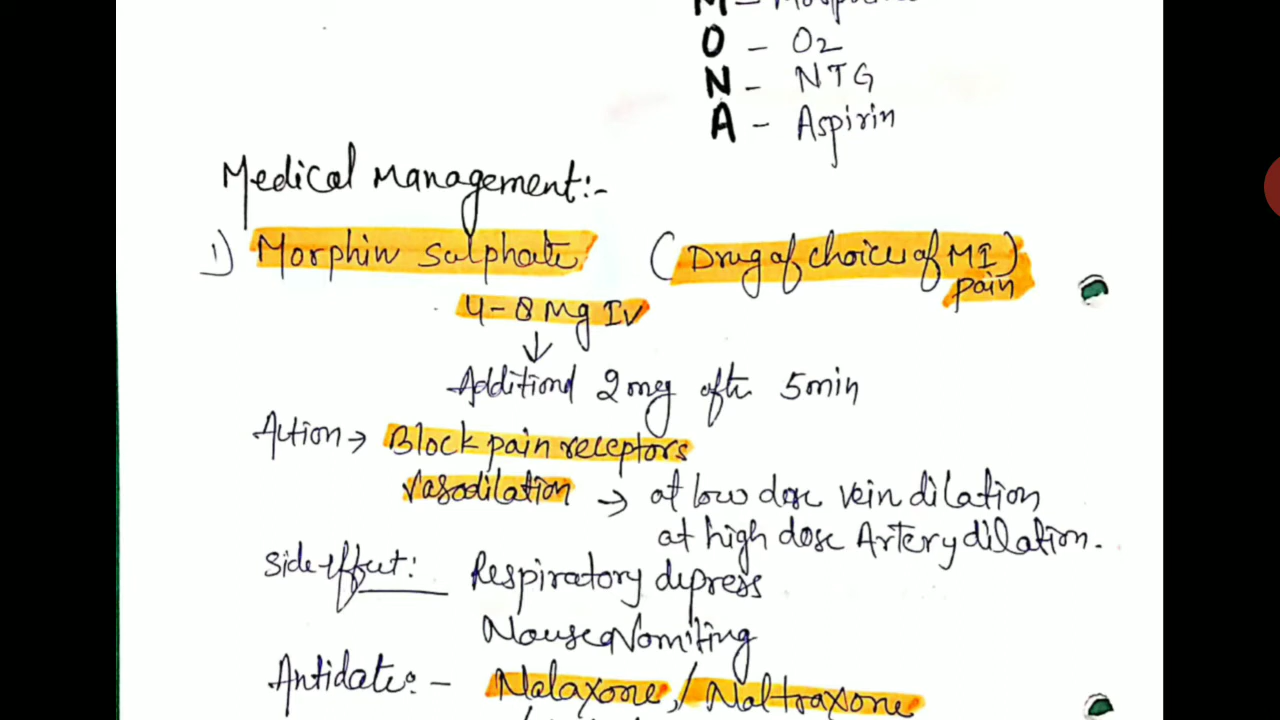 M -
O - O2
N - NTG
A - Aspirin
Medical Management:-
1) Morphin Sulphate (Drug of choice of MI)
pain
4-8 Mg IV
↓
Additional 2 mg after 5min
Action → Block pain receptors
Vasodilation → at low dose vein dilation
at high dose Artery dilation.
Side effect: Respiratory depress
Nausea Vomiting
Antidate:- Nalaxone / Naltraxone